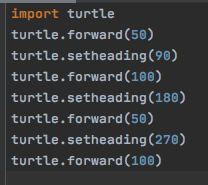 import turtle
turtle.forward(50)
turtle.setheading(90)
turtle.forward(100)
turtle.setheading(180)
turtle.forward(50)
turtle.setheading(270)
turtle.forward(100)